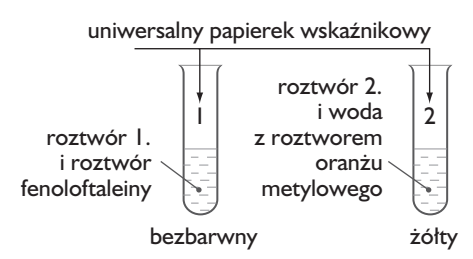 uniwersalny papierek wskaźnikowy
1
roztwór 1.
i roztwór
fenoloftaleiny
bezbarwny
roztwór 2.
i woda
z roztworem
oranżu
metylowego
2
żółty